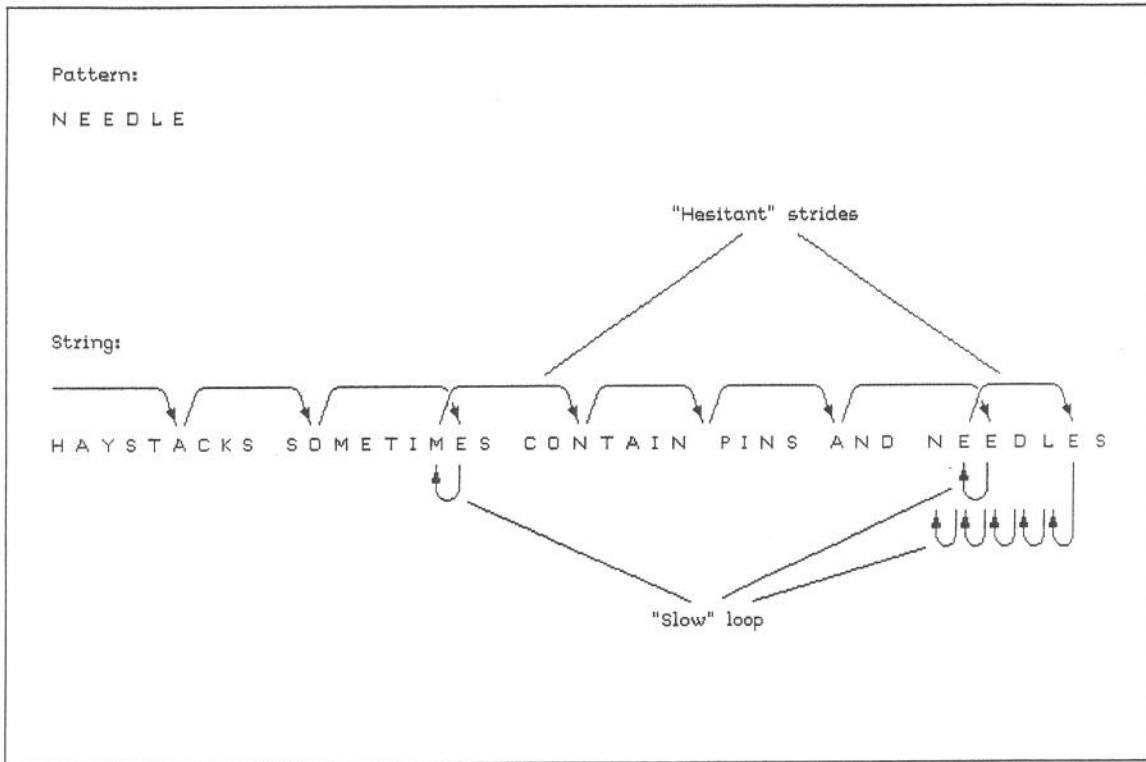 Pattern:
N E E D L E
"Hesitant" strides
String:
H A Y S T A C K S  S O M E T I M E S  C O N T A I N  P I N S  A N D  N E E D L E S
"Slow" loop